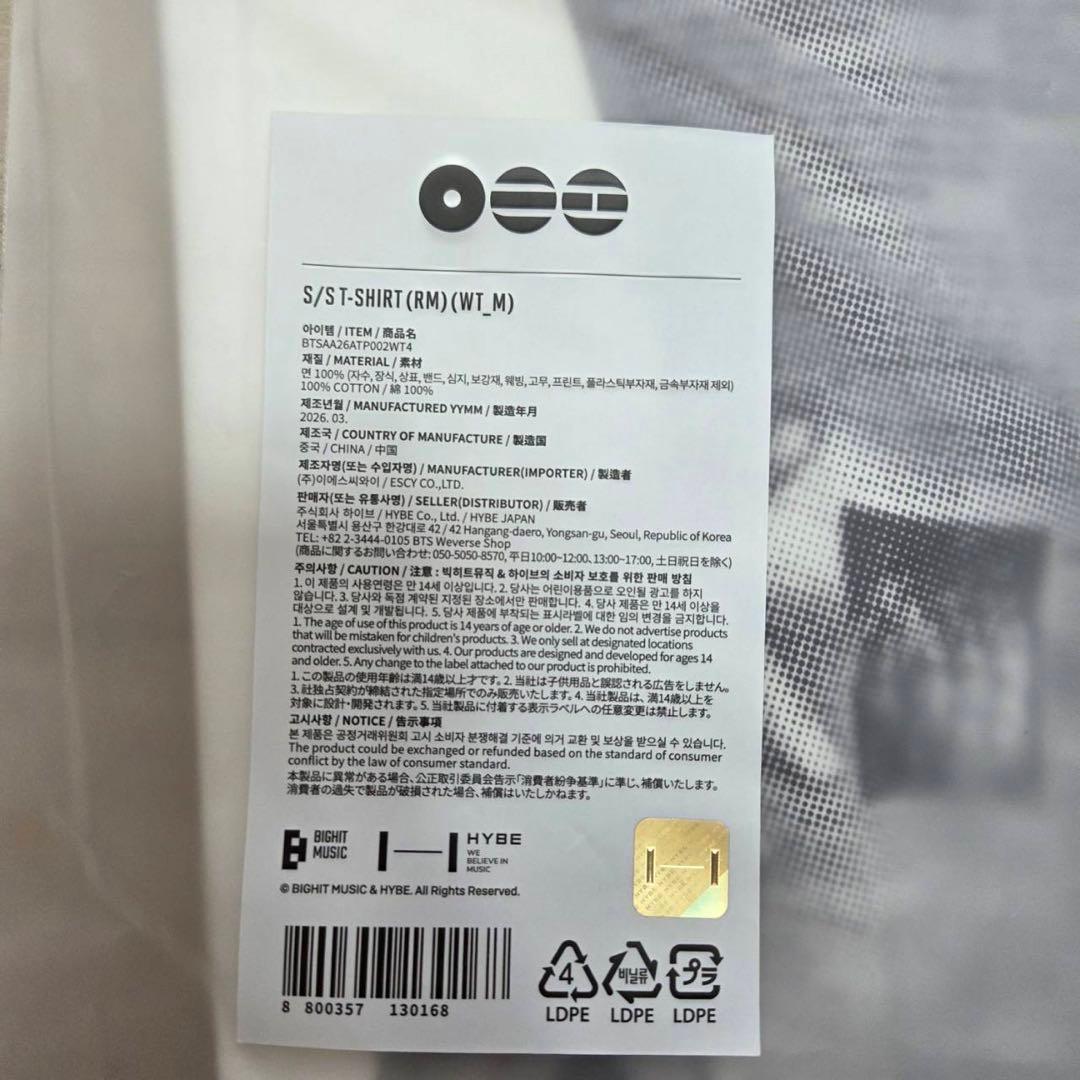 S/S T-SHIRT (RM) (WT_M)
아이템 / ITEM / 商品名
BTSAA26ATP002WT4
재질 / MATERIAL / 素材
면 100% (자수, 장식, 상표, 밴드, 심지, 보강재, 웨빙, 고무, 프린트, 플라스틱부자재, 금속부자재 제외)
100% COTTON / 綿 100%
제조년월 / MANUFACTURED YYMM / 製造年月
2026. 03.
제조국 / COUNTRY OF MANUFACTURE / 製造国
중국 / CHINA / 中国
제조자명(또는 수입자명) / MANUFACTURER(IMPORTER) / 製造者
(주)이에스씨와이 / ESCY CO.,LTD.
판매자(또는 유통사명) / SELLER(DISTRIBUTOR) / 販売者
주식회사 하이브 / HYBE Co., Ltd. / HYBE JAPAN
서울특별시 용산구 한강대로 42 / 42 Hangang-daero, Yongsan-gu, Seoul, Republic of Korea
TEL: +82 2-3444-0105 BTS Weverse Shop
(商品に関するお問い合わせ: 050-5050-8570, 平日10:00~12:00, 13:00~17:00, 土日祝日を除く)
주의사항 / CAUTION / 注意 : 빅히트뮤직 & 하이브의 소비자 보호를 위한 판매 방침
1. 이 제품의 사용연령은 만 14세 이상입니다. 2. 당사는 어린이용품으로 오인될 광고를 하지
않습니다. 3. 당사와 독점 계약된 지정된 장소에서만 판매합니다. 4. 당사 제품은 만 14세 이상을
대상으로 설계 및 개발됩니다. 5. 당사 제품에 부착되는 표시라벨에 대한 임의 변경을 금지합니다.
1. The age of use of this product is 14 years of age or older. 2. We do not advertise products
that will be mistaken for children's products. 3. We only sell at designated locations
contracted exclusively with us. 4. Our products are designed and developed for ages 14
and older. 5. Any change to the label attached to our product is prohibited.
1. この製品の使用年齢は満14歳以上才です。2. 当社は子供用品と誤認される広告をしません。
3. 社独占契約が締結された指定場所でのみ販売いたします。4. 当社製品は、満14歳以上を
対象に設計・開発されます。5. 当社製品に付着する表示ラベルへの任意変更は禁止します。
고시사항 / NOTICE / 告示事項
본 제품은 공정거래위원회 고시 소비자 분쟁해결 기준에 의거 교환 및 보상을 받으실 수 있습니다.
The product could be exchanged or refunded based on the standard of consumer
conflict by the law of consumer standard.
本製品に異常がある場合、公正取引委員会告示「消費者紛争基準」に準じ、補償いたします。
消費者の過失で製品が破損された場合、補償はいたしかねます。
BIGHIT
MUSIC
HYBE
WE
BELIEVE IN
MUSIC
© BIGHIT MUSIC & HYBE. All Rights Reserved.
8 800357 130168
4
LDPE
비닐류
LDPE
プラ
LDPE